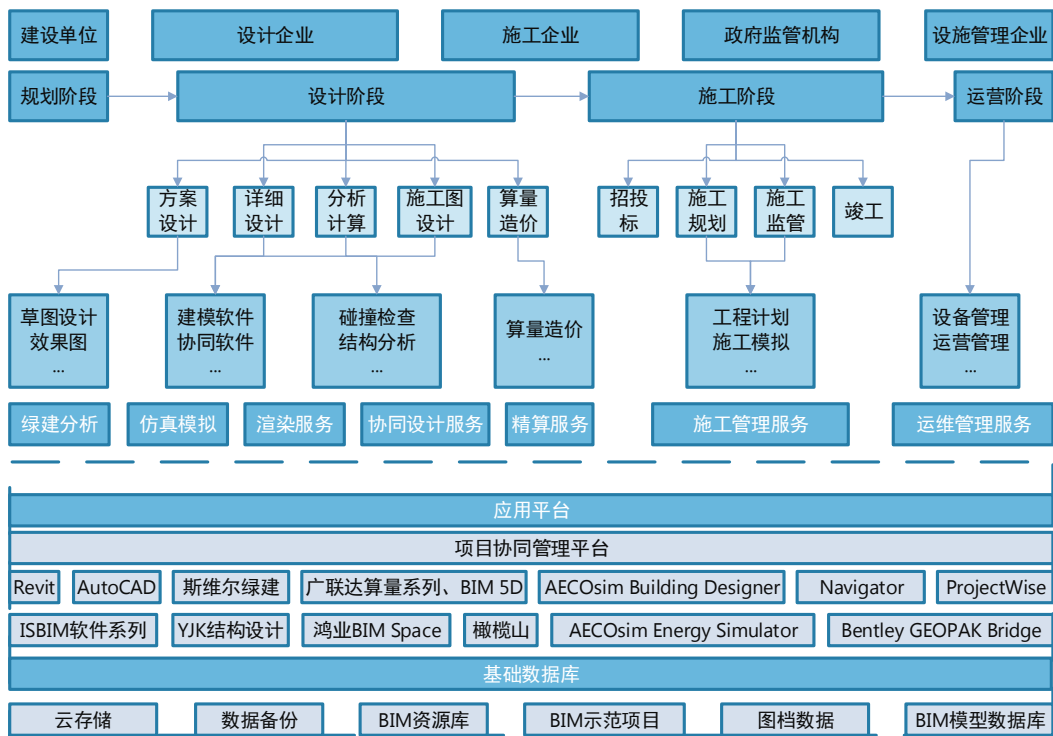 建设单位
设计企业
施工企业
政府监管机构
设施管理企业
规划阶段
设计阶段
施工阶段
运营阶段
方案
设计
详细
设计
分析
计算
施工图
设计
算量
造价
招投
标
施工
规划
施工
监管
竣工
草图设计
效果图
...
建模软件
协同软件
...
碰撞检查
结构分析
...
算量造价
...
工程计划
施工模拟
...
设备管理
运营管理
...
绿建分析
仿真模拟
渲染服务
协同设计服务
精算服务
施工管理服务
运维管理服务
应用平台
项目协同管理平台
Revit
AutoCAD
斯维尔绿建
广联达算量系列、BIM 5D
AECOsim Building Designer
Navigator
ProjectWise
ISBIM软件系列
YJK结构设计
鸿业BIM Space
橄榄山
AECOsim Energy Simulator
Bentley GEOPAK Bridge
基础数据库
云存储
数据备份
BIM资源库
BIM示范项目
图档数据
BIM模型数据库